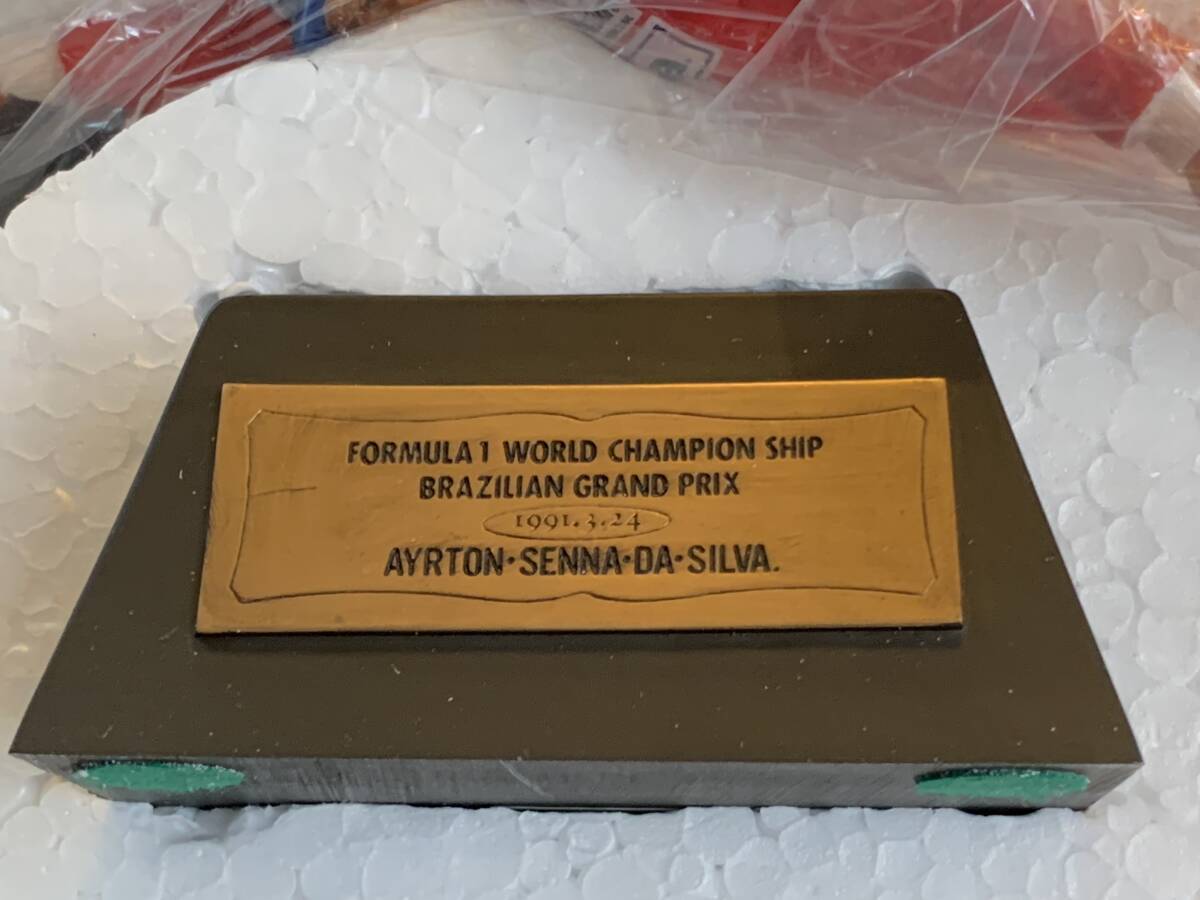 FORMULA 1 WORLD CHAMPION SHIP
BRAZILIAN GRAND PRIX
1991.3.24
AYRTON·SENNA·DA·SILVA.